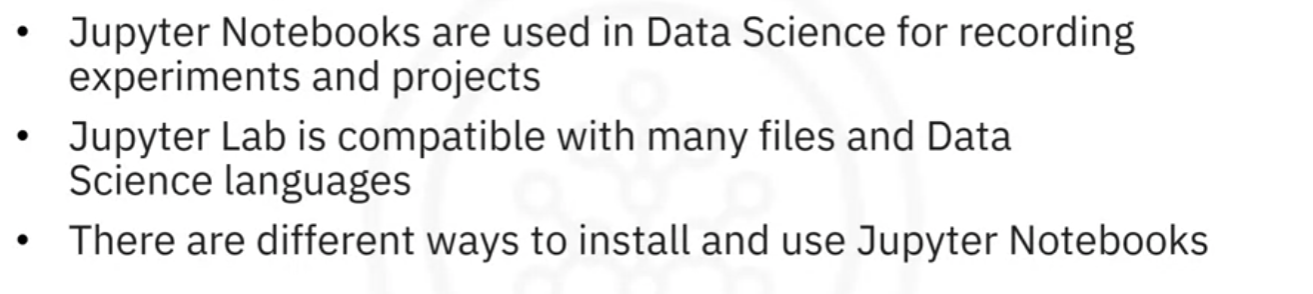 • Jupyter Notebooks are used in Data Science for recording
experiments and projects
• Jupyter Lab is compatible with many files and Data
Science languages
• There are different ways to install and use Jupyter Notebooks